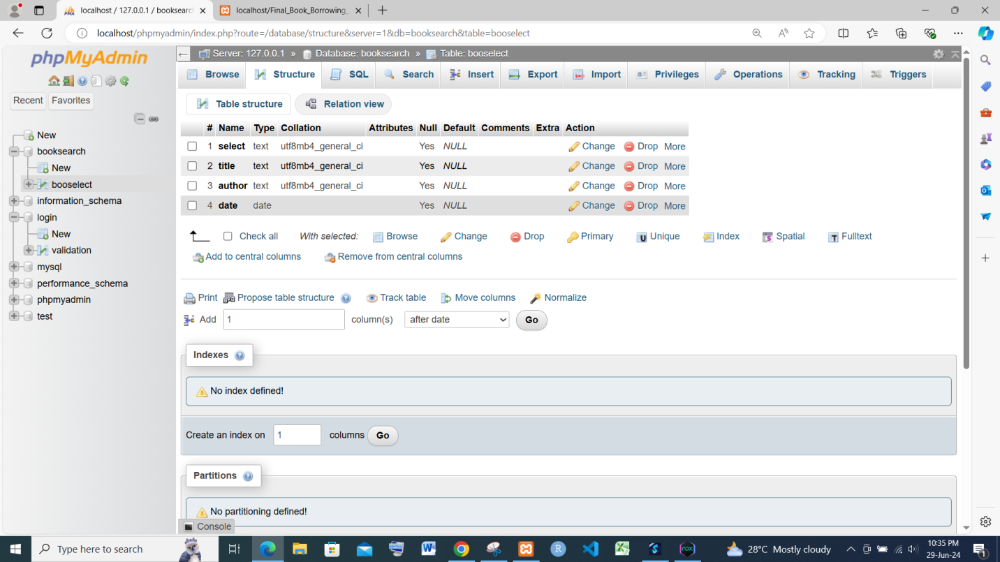 localhost / 127.0.0.1 / booksearch
localhost/Final_Book_Borrowing_
localhost/phpmyadmin/index.php?route=/database/structure&server=1&db=booksearch&table=booselect
phpMyAdmin
Recent Favorites
New
booksearch
New
booselect
information_schema
login
New
validation
mysql
performance_schema
phpmyadmin
test
Server: 127.0.0.1 » Database: booksearch » Table: booselect
Browse Structure SQL Search Insert Export Import Privileges Operations Tracking Triggers
Table structure Relation view
# Name Type Collation Attributes Null Default Comments Extra Action
1 select text utf8mb4_general_ci Yes NULL Change Drop More
2 title text utf8mb4_general_ci Yes NULL Change Drop More
3 author text utf8mb4_general_ci Yes NULL Change Drop More
4 date date Yes NULL Change Drop More
Check all With selected: Browse Change Drop Primary Unique Index Spatial Fulltext
Add to central columns Remove from central columns
Print Propose table structure Track table Move columns Normalize
Add 1 column(s) after date Go
Indexes
No index defined!
Create an index on 1 columns Go
Partitions
No partitioning defined!
Console
Type here to search
28°C Mostly cloudy
10:35 PM
29-Jun-24
1